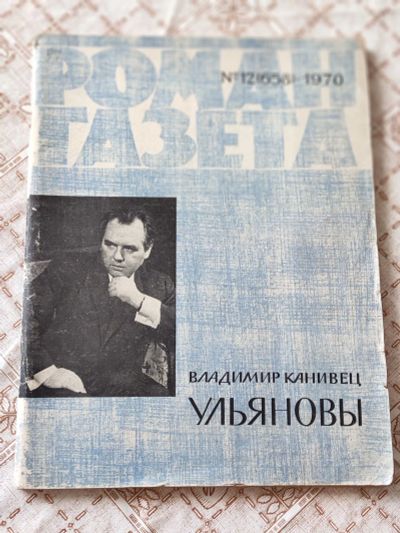 РОМАН
№12(658)·1970
ГАЗЕТА
ВЛАДИМИР КАНИВЕЦ
УЛЬЯНОВЫ